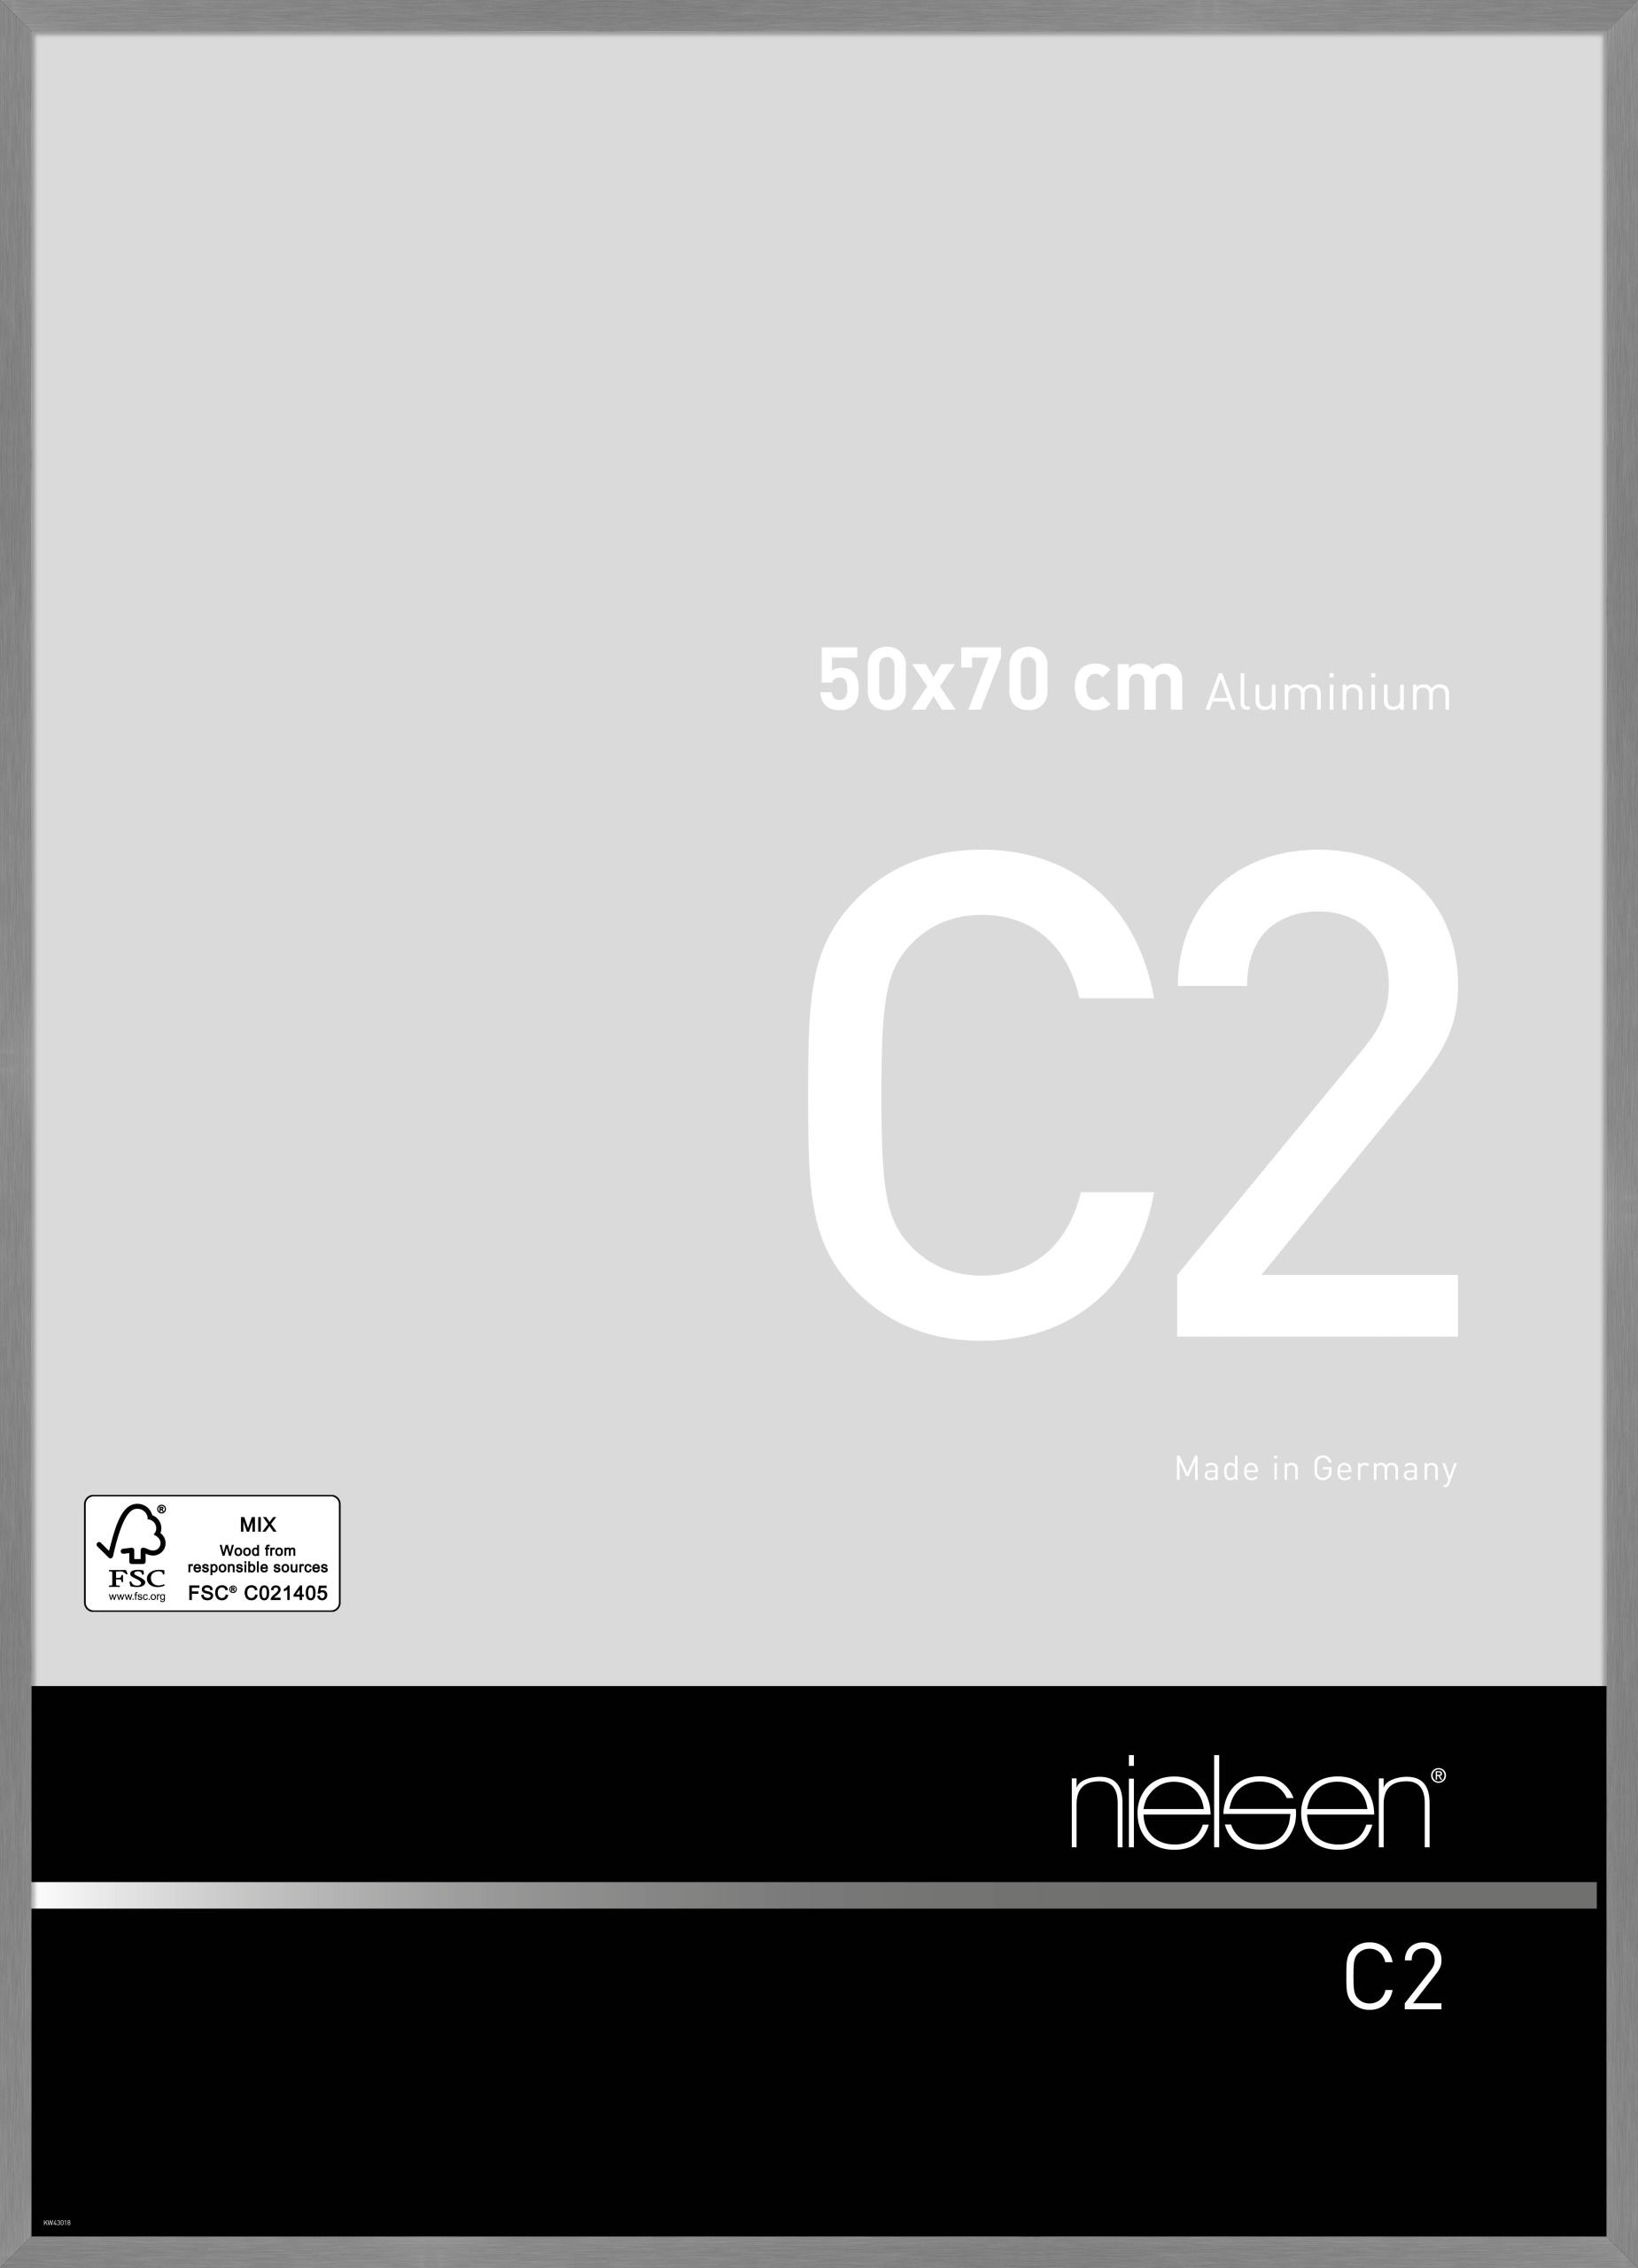 50x70 cm Aluminium
C2
Made in Germany
®
FSC
www.fsc.org
MIX
Wood from
responsible sources
FSC® C021405
nielsen®
C2
KW43018